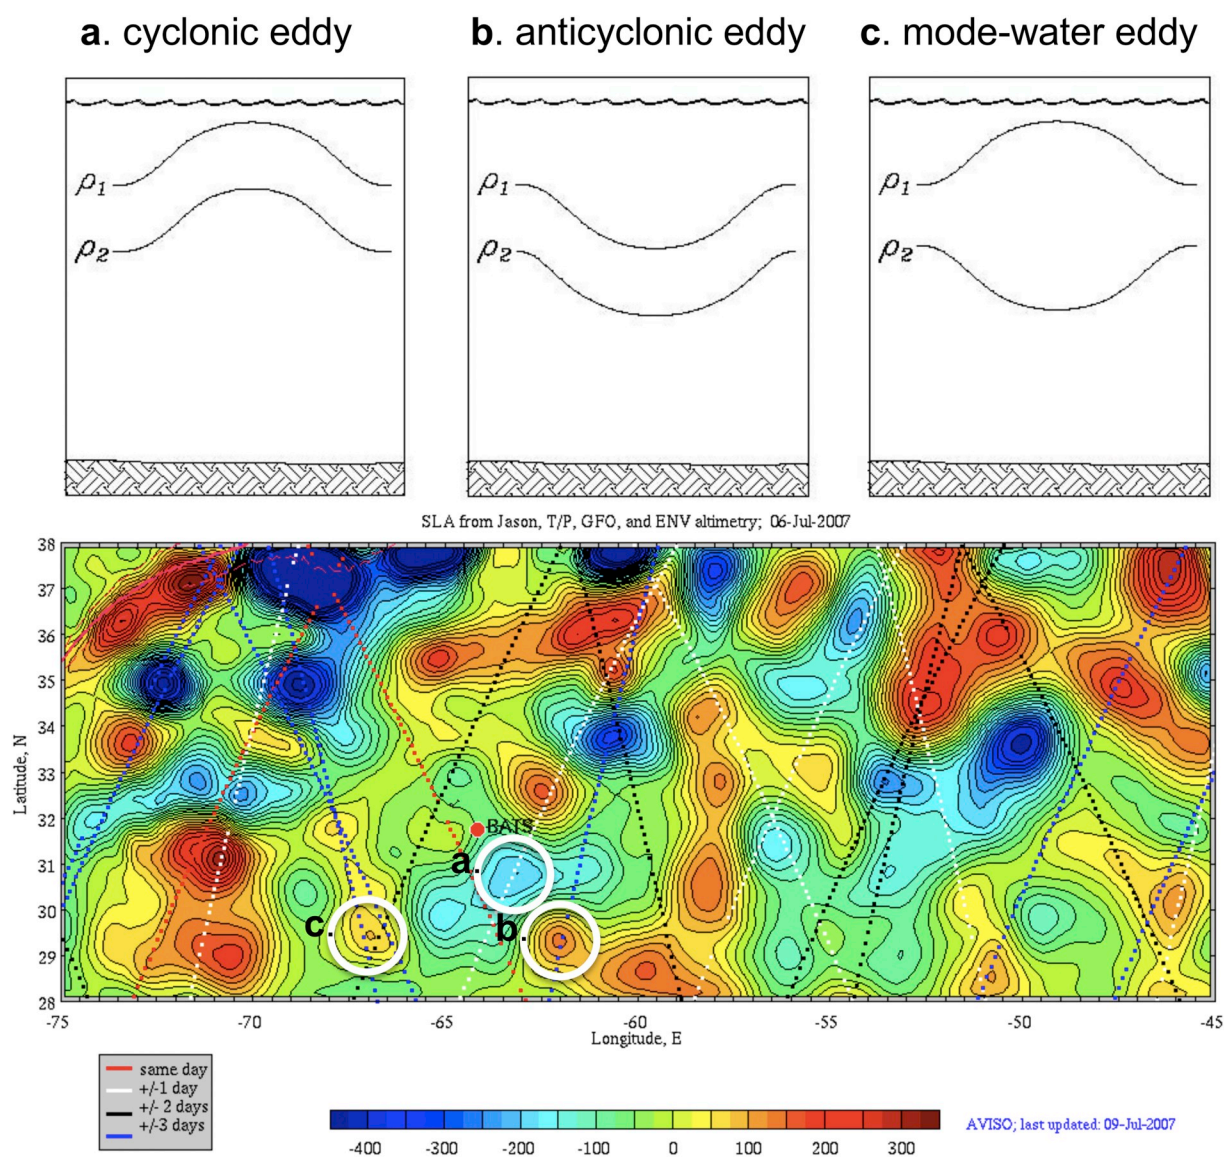 a. cyclonic eddy b. anticyclonic eddy c. mode-water eddy
ρ1 ρ1 ρ1
ρ2 ρ2 ρ2
SLA from Jason, T/P, GFO, and ENV altimetry; 06-Jul-2007
38
37
36
35
34
33
32
31
30
29
28
Latitude, N
BATS
a.
b.
c.
-75 -70 -65 -60 -55 -50 -45
Longitude, E
same day
+/-1 day
+/- 2 days
+/-3 days
-400 -300 -200 -100 0 100 200 300
AVISO; last updated: 09-Jul-2007